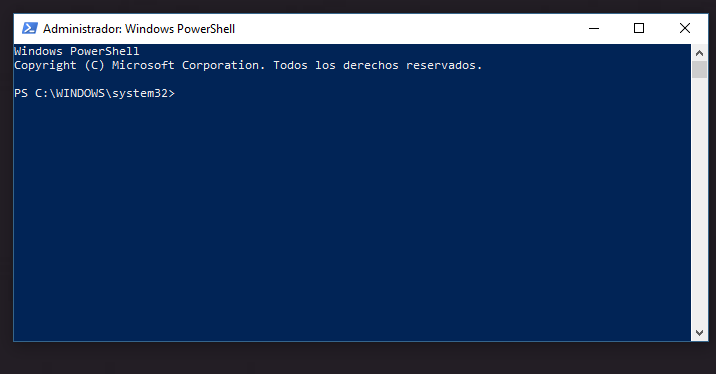 Administrador: Windows PowerShell
Windows PowerShell
Copyright (C) Microsoft Corporation. Todos los derechos reservados.
PS C:\WINDOWS\system32>